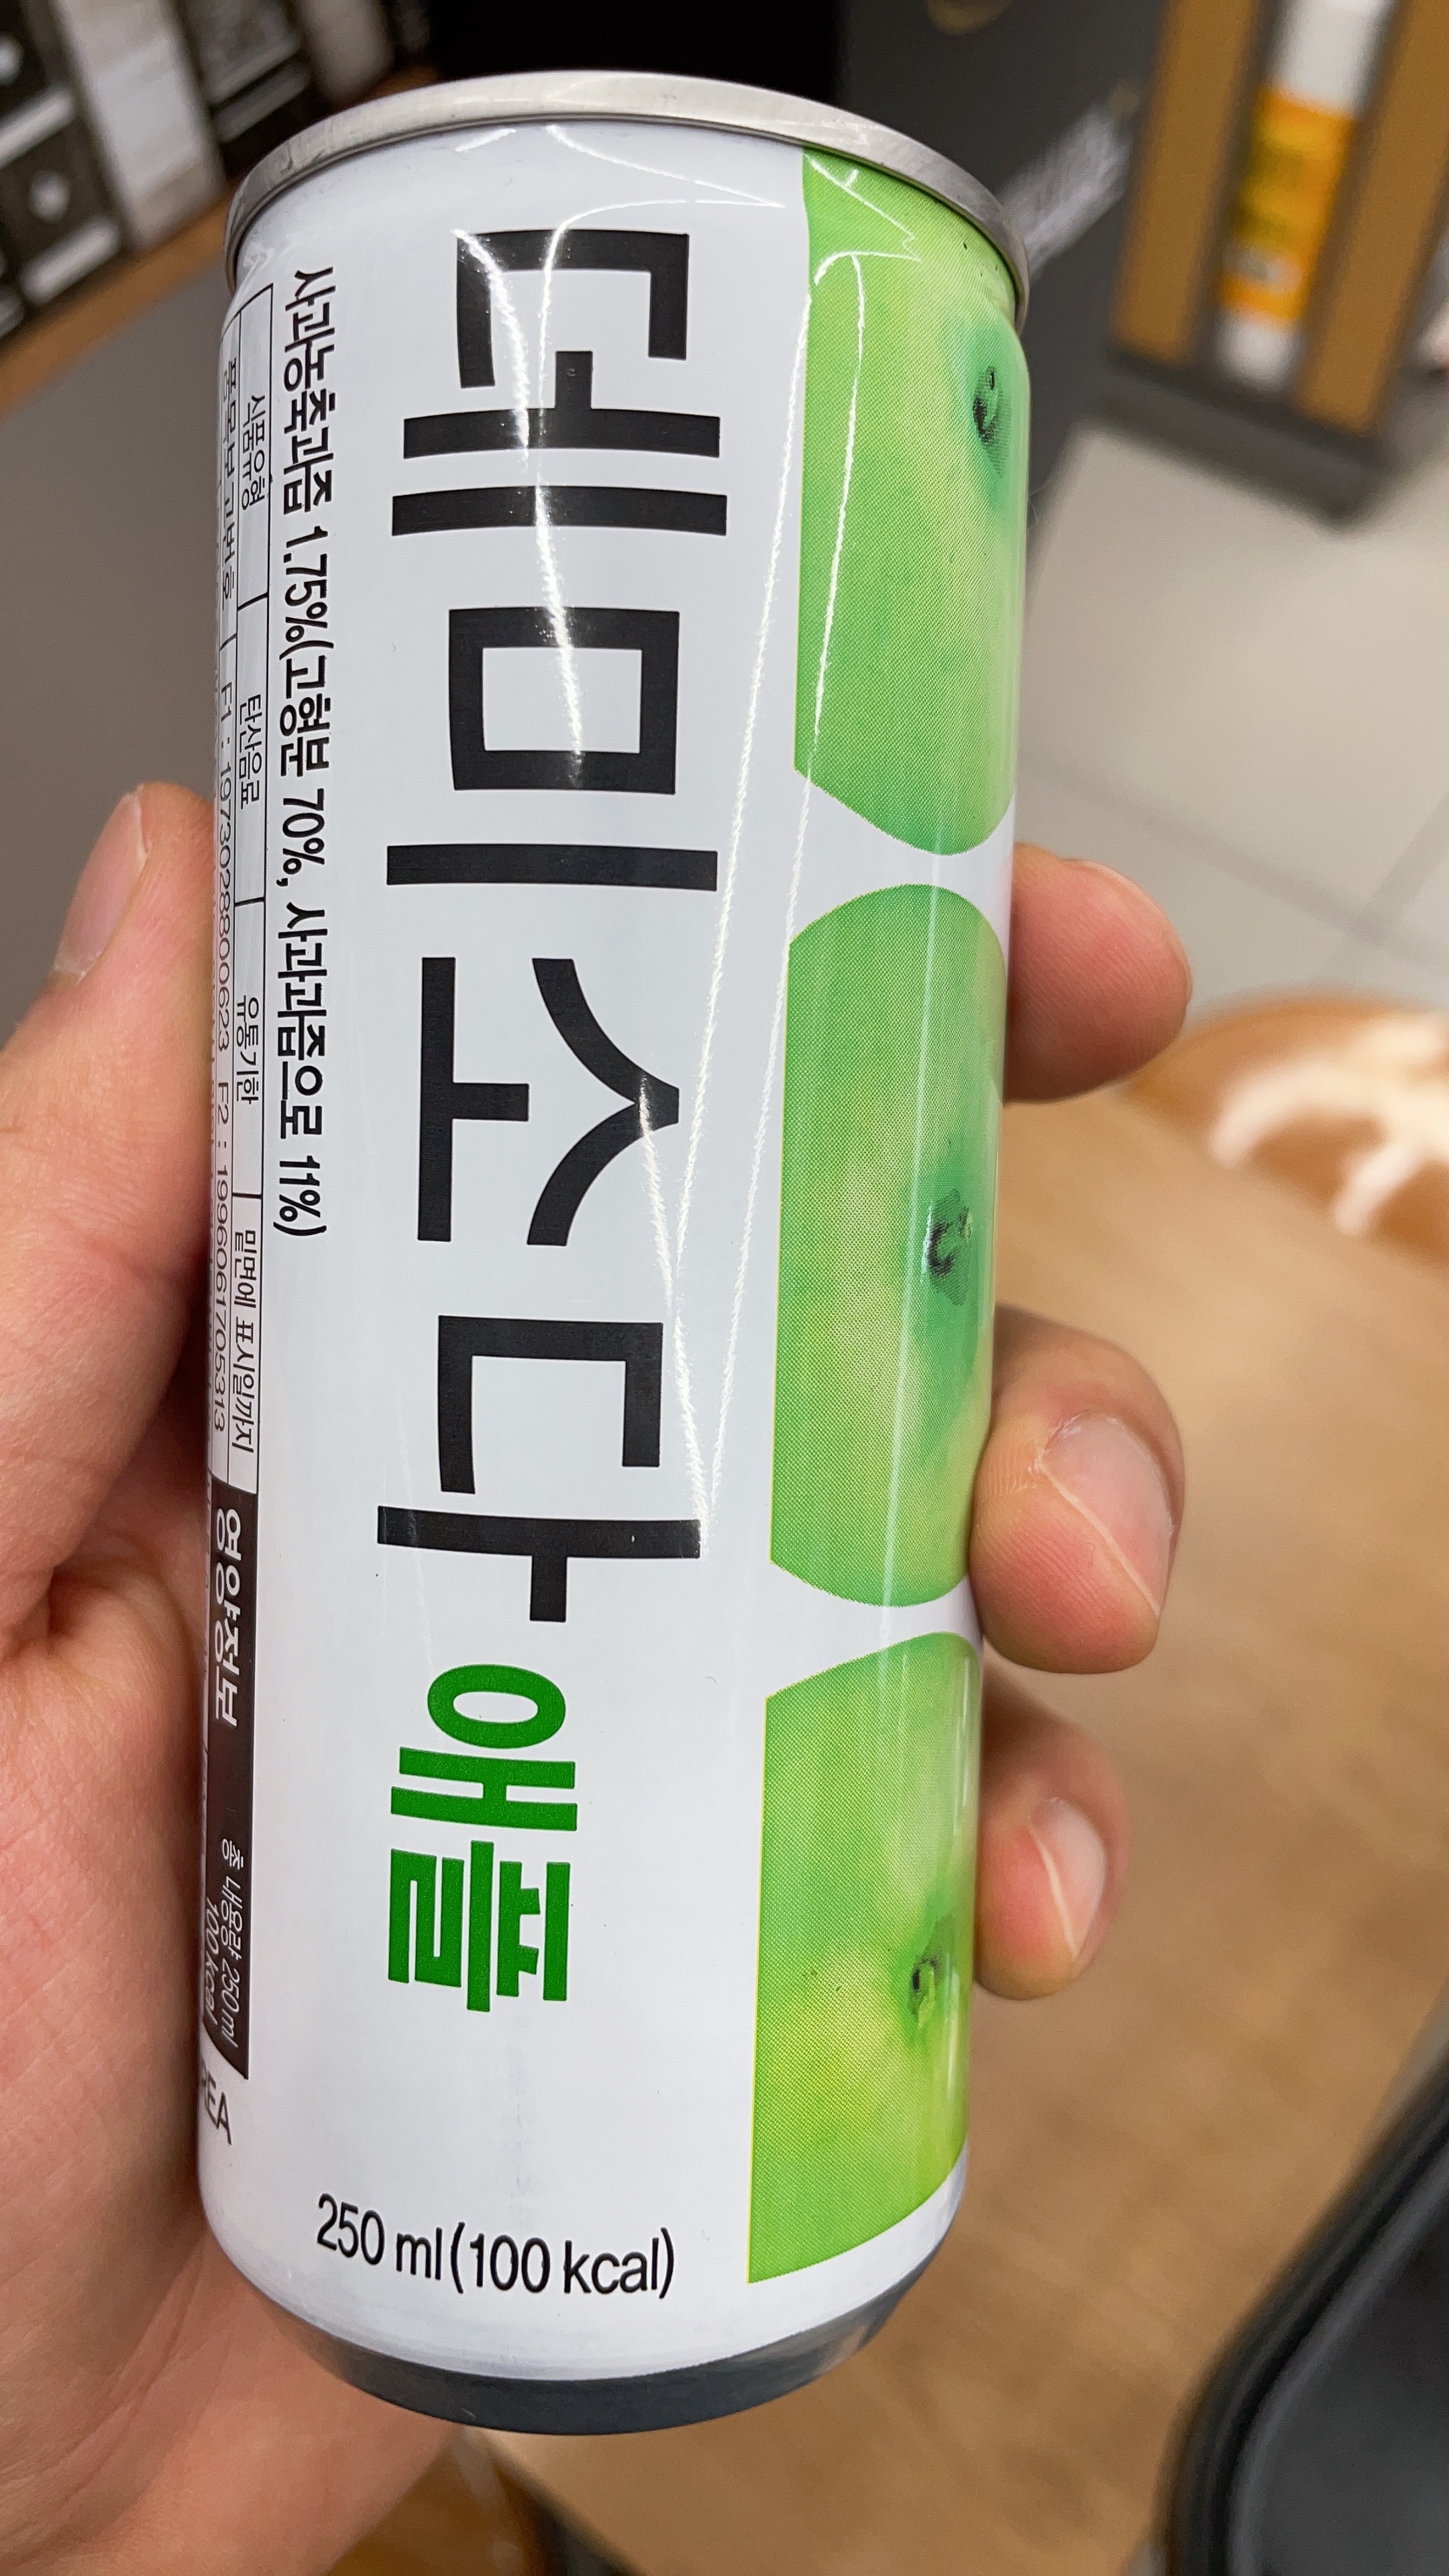 데미소다 애플
사과농축과즙 1.75%(고형분 70%, 사과과즙으로 11%)
식품유형 탄산음료 유통기한 밑면에 표시일까지
품목보고번호 F1 : 1973028800623 F2 : 1996061705313
영양정보 총 내용량 250 ml
100 kcal
250 ml(100 kcal)